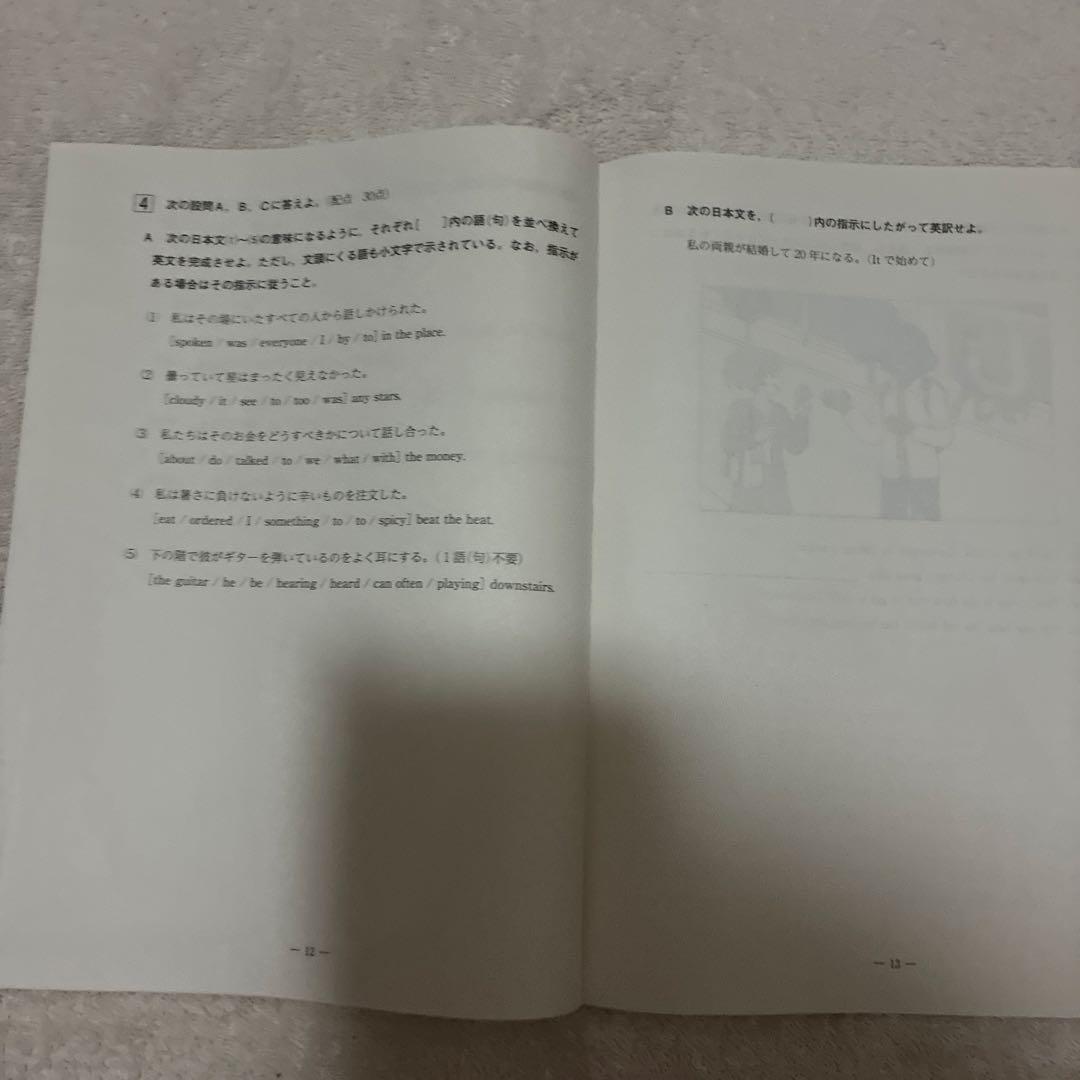 4 次の設問A, B, Cに答えよ。(配点 30点)
A 次の日本文①〜⑤の意味になるように, それぞれ[ ]内の語(句)を並べ換えて
英文を完成させよ。ただし, 文頭にくる語も小文字で示されている。なお, 指示が
ある場合はその指示に従うこと。
① 私はその場にいたすべての人から話しかけられた。
[spoken / was / everyone / I / by / to] in the place.
② 曇っていて星はまったく見えなかった。
[cloudy / it / see / to / too / was] any stars.
③ 私たちはそのお金をどうすべきかについて話し合った。
[about / do / talked / to / we / what / with] the money.
④ 私は暑さに負けないように辛いものを注文した。
[eat / ordered / I / something / to / to / spicy] beat the heat.
⑤ 下の階で彼がギターを弾いているのをよく耳にする。(1語(句)不要)
[the guitar / he / be / hearing / heard / can often / playing] downstairs.
— 12 —
B 次の日本文を, ( )内の指示にしたがって英訳せよ。
私の両親が結婚して20年になる。(Itで始めて)
— 13 —